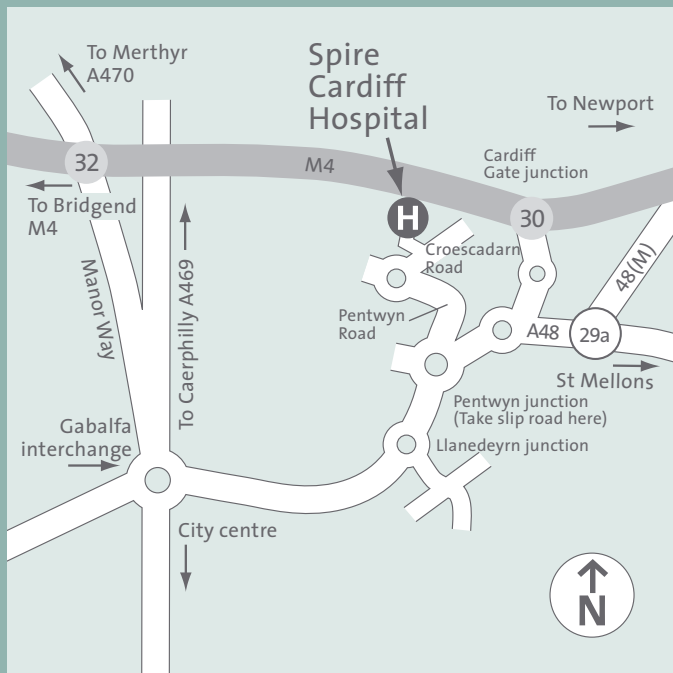 To Merthyr
A470
Spire
Cardiff
Hospital
To Newport
Cardiff
Gate junction
32
M4
To Bridgend
M4
H
30
Croescadarn
Road
48(M)
Manor Way
To Caerphilly A469
Pentwyn
Road
A48
29a
St Mellons
Pentwyn junction
(Take slip road here)
Gabalfa
interchange
Llanedeyrn junction
City centre
N